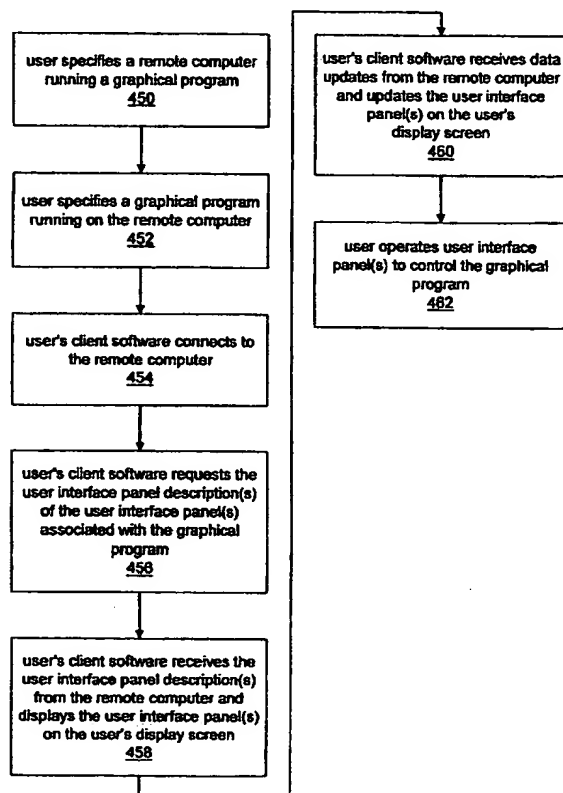 user specifies a remote computer
running a graphical program
450
user specifies a graphical program
running on the remote computer
452
user's client software connects to
the remote computer
454
user's client software requests the
user interface panel description(s)
of the user interface panel(s)
associated with the graphical
program
456
user's client software receives the
user interface panel description(s)
from the remote computer and
displays the user interface panel(s)
on the user's display screen
458
user's client software receives data
updates from the remote computer
and updates the user interface
panel(s) on the user's
display screen
460
user operates user interface
panel(s) to control the graphical
program
462